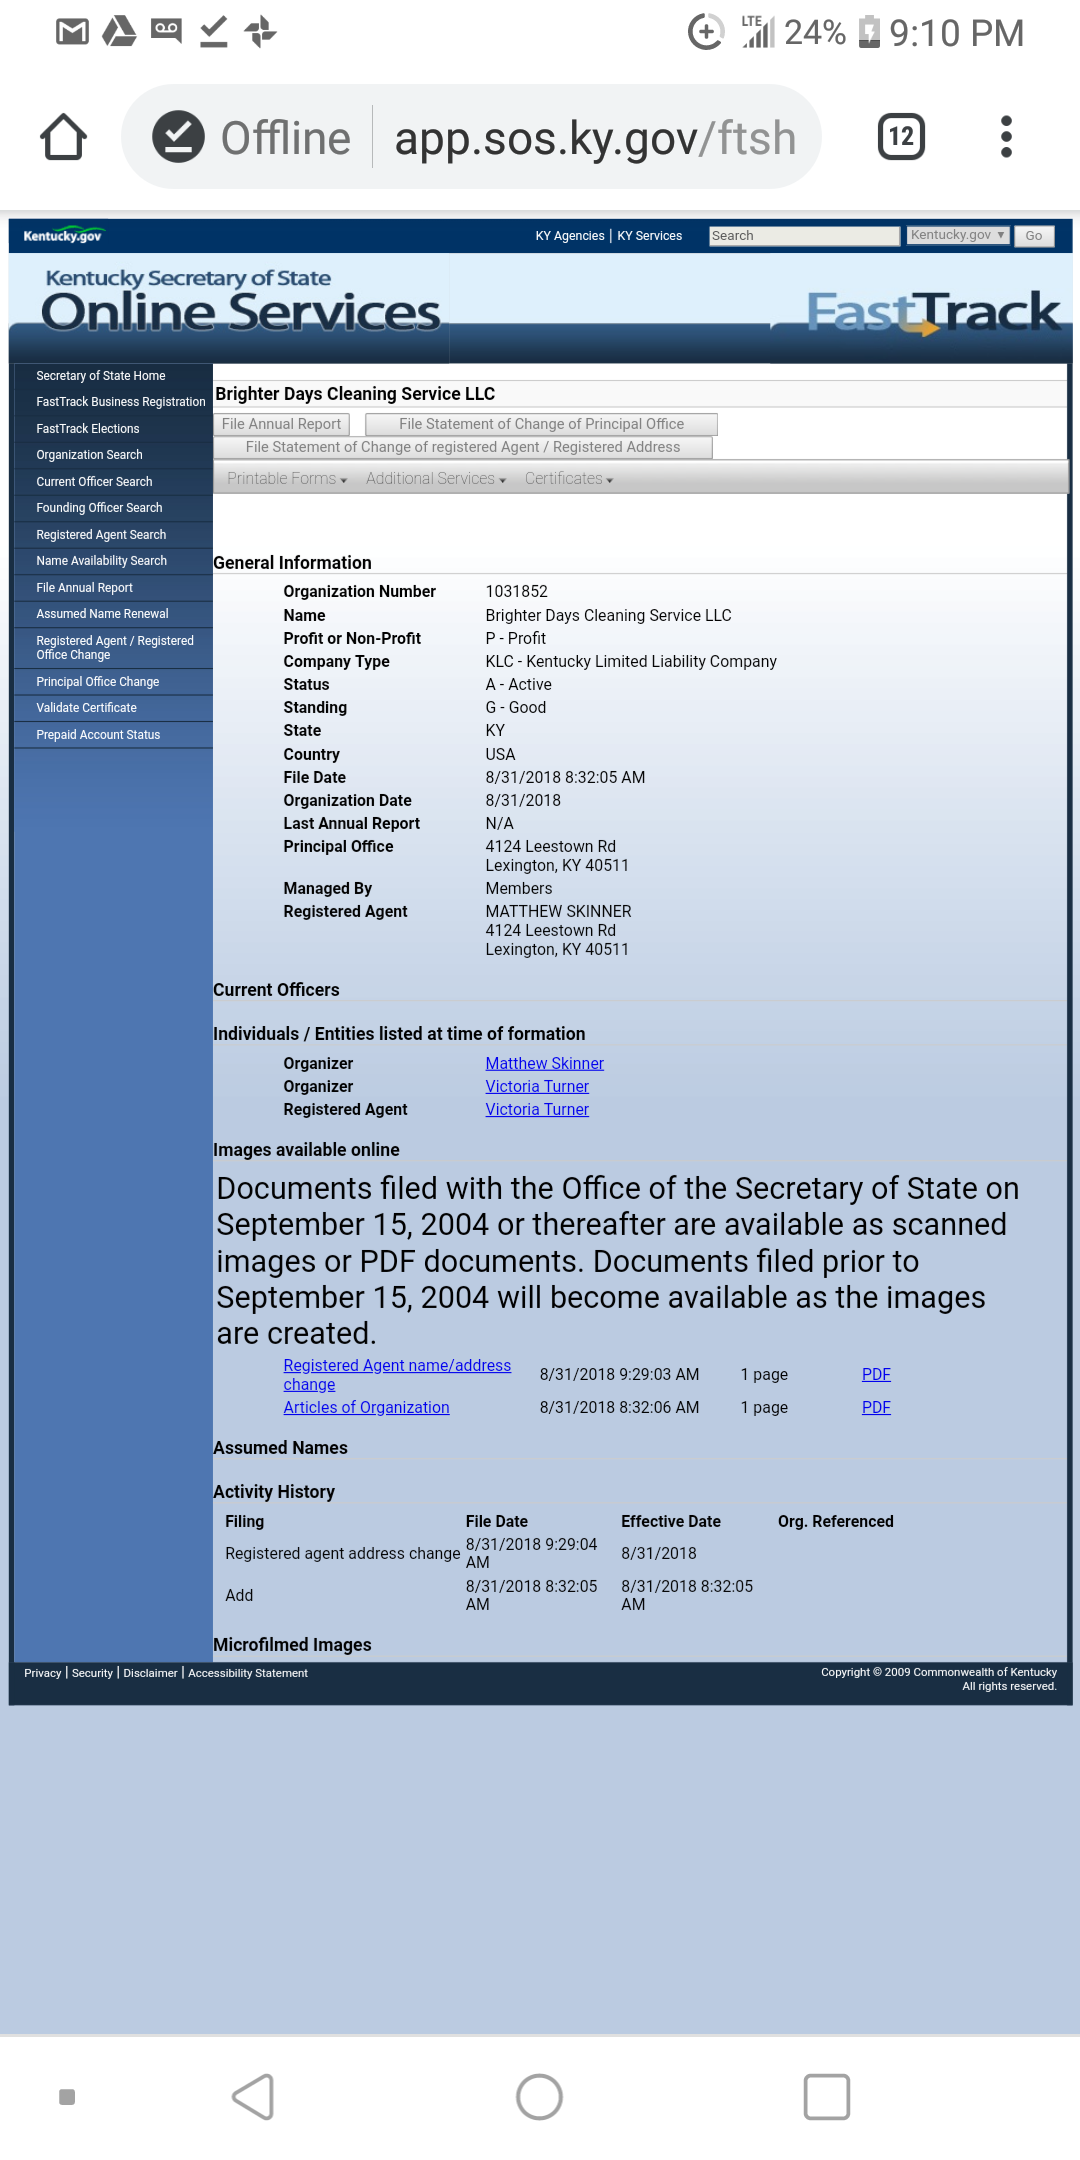 LTE 24% 9:10 PM
Offline app.sos.ky.gov/ftsh 12
Kentucky.gov KY Agencies | KY Services Search Kentucky.gov ▼ Go
Kentucky Secretary of State
Online Services FastTrack
Secretary of State Home
FastTrack Business Registration
FastTrack Elections
Organization Search
Current Officer Search
Founding Officer Search
Registered Agent Search
Name Availability Search
File Annual Report
Assumed Name Renewal
Registered Agent / Registered
Office Change
Principal Office Change
Validate Certificate
Prepaid Account Status
Brighter Days Cleaning Service LLC
File Annual Report File Statement of Change of Principal Office
File Statement of Change of registered Agent / Registered Address
Printable Forms Additional Services Certificates
General Information
Organization Number 1031852
Name Brighter Days Cleaning Service LLC
Profit or Non-Profit P - Profit
Company Type KLC - Kentucky Limited Liability Company
Status A - Active
Standing G - Good
State KY
Country USA
File Date 8/31/2018 8:32:05 AM
Organization Date 8/31/2018
Last Annual Report N/A
Principal Office 4124 Leestown Rd
Lexington, KY 40511
Managed By Members
Registered Agent MATTHEW SKINNER
4124 Leestown Rd
Lexington, KY 40511
Current Officers
Individuals / Entities listed at time of formation
Organizer Matthew Skinner
Organizer Victoria Turner
Registered Agent Victoria Turner
Images available online
Documents filed with the Office of the Secretary of State on
September 15, 2004 or thereafter are available as scanned
images or PDF documents. Documents filed prior to
September 15, 2004 will become available as the images
are created.
Registered Agent name/address
change 8/31/2018 9:29:03 AM 1 page PDF
Articles of Organization 8/31/2018 8:32:06 AM 1 page PDF
Assumed Names
Activity History
Filing File Date Effective Date Org. Referenced
Registered agent address change 8/31/2018 9:29:04
AM 8/31/2018
Add 8/31/2018 8:32:05
AM 8/31/2018 8:32:05
AM
Microfilmed Images
Privacy | Security | Disclaimer | Accessibility Statement Copyright © 2009 Commonwealth of Kentucky
All rights reserved.